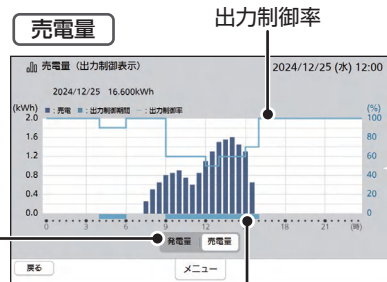 売電量
出力制御率
売電量（出力制御表示）
2024/12/25 (水) 12:00
2024/12/25 16.600kWh
(kWh)
■：売電 ■：出力制御期間 ―：出力制御率
(%)
2.0
1.6
1.2
0.8
0.4
0.0
100
80
60
40
20
0
0 3 6 9 12 15 18 21 (時)
発電量 売電量
戻る
メニュー